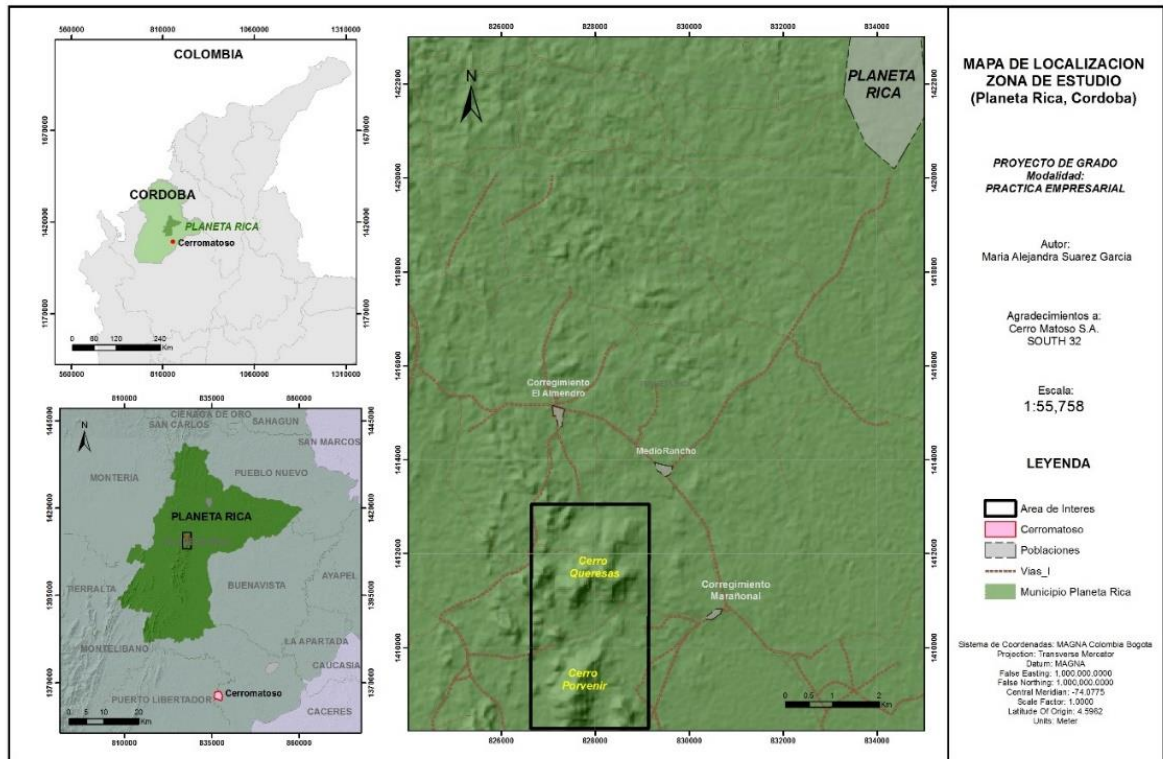 560000 810000 1060000 1310000
COLOMBIA
1670000
1670000
CORDOBA
PLANETA RICA
Cerromatoso
1420000
1420000
1170000
1170000
0 60 120 240
Km
560000 810000 1060000 1310000
810000 835000 860000
N
CIENAGA DE ORO
SAN CARLOS
SAHAGUN
SAN MARCOS
MONTERIA
PUEBLO NUEVO
PLANETA RICA
TIERRALTA
BUENAVISTA
AYAPEL
LA APARTADA
MONTELIBANO
CAUCASIA
PUERTO LIBERTADOR
Cerromatoso
CACERES
1445000
1420000
1395000
1370000
1445000
1420000
1395000
1370000
0 5 10 20
Km
810000 835000 860000
826000 828000 830000 832000 834000
N
PLANETA
RICA
Corregimiento
El Almendro
MedioRancho
Cerro
Queresas
Corregimiento
Marañonal
Cerro
Porvenir
1422000
1420000
1418000
1416000
1414000
1412000
1410000
1422000
1420000
1418000
1416000
1414000
1412000
1410000
0 0.5 1 2
Km
826000 828000 830000 832000 834000
MAPA DE LOCALIZACION
ZONA DE ESTUDIO
(Planeta Rica, Cordoba)
PROYECTO DE GRADO
Modalidad:
PRACTICA EMPRESARIAL
Autor:
Maria Alejandra Suarez Garcia
Agradecimientos a:
Cerro Matoso S.A.
SOUTH 32
Escala:
1:55,758
LEYENDA
Area de Interes
Cerromatoso
Poblaciones
Vias_l
Municipio Planeta Rica
Sistema de Coordenadas: MAGNA Colombia Bogota
Projection: Transverse Mercator
Datum: MAGNA
False Easting: 1,000,000.0000
False Northing: 1,000,000.0000
Central Meridian: -74.0775
Scale Factor: 1.0000
Latitude Of Origin: 4.5962
Units: Meter